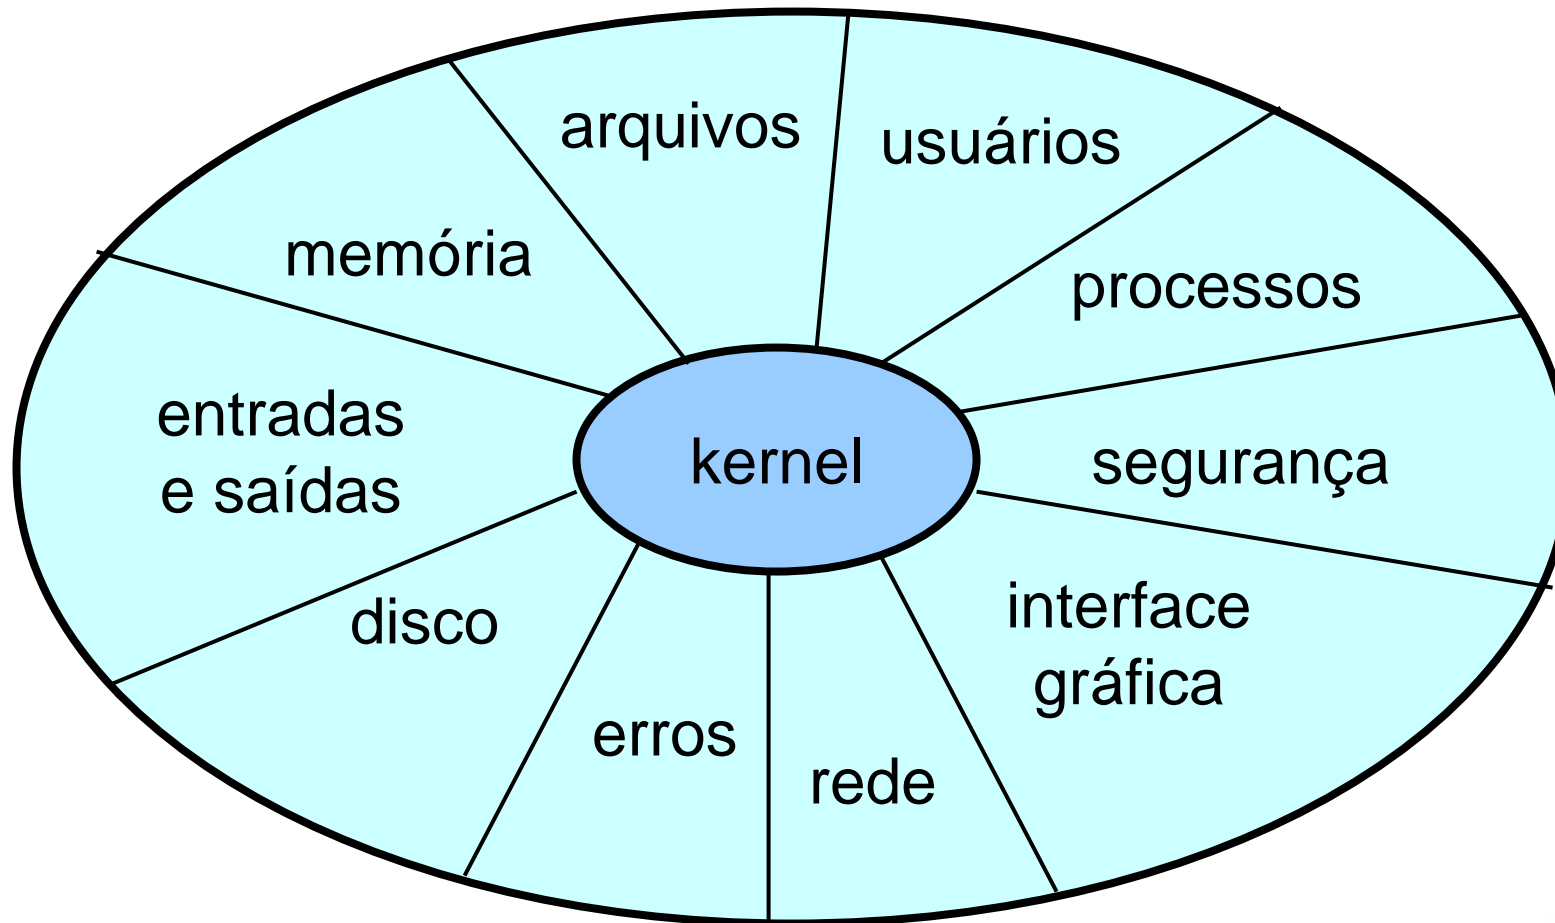 arquivos
usuários
memória
processos
entradas
e saídas
kernel
segurança
disco
interface
gráfica
erros
rede